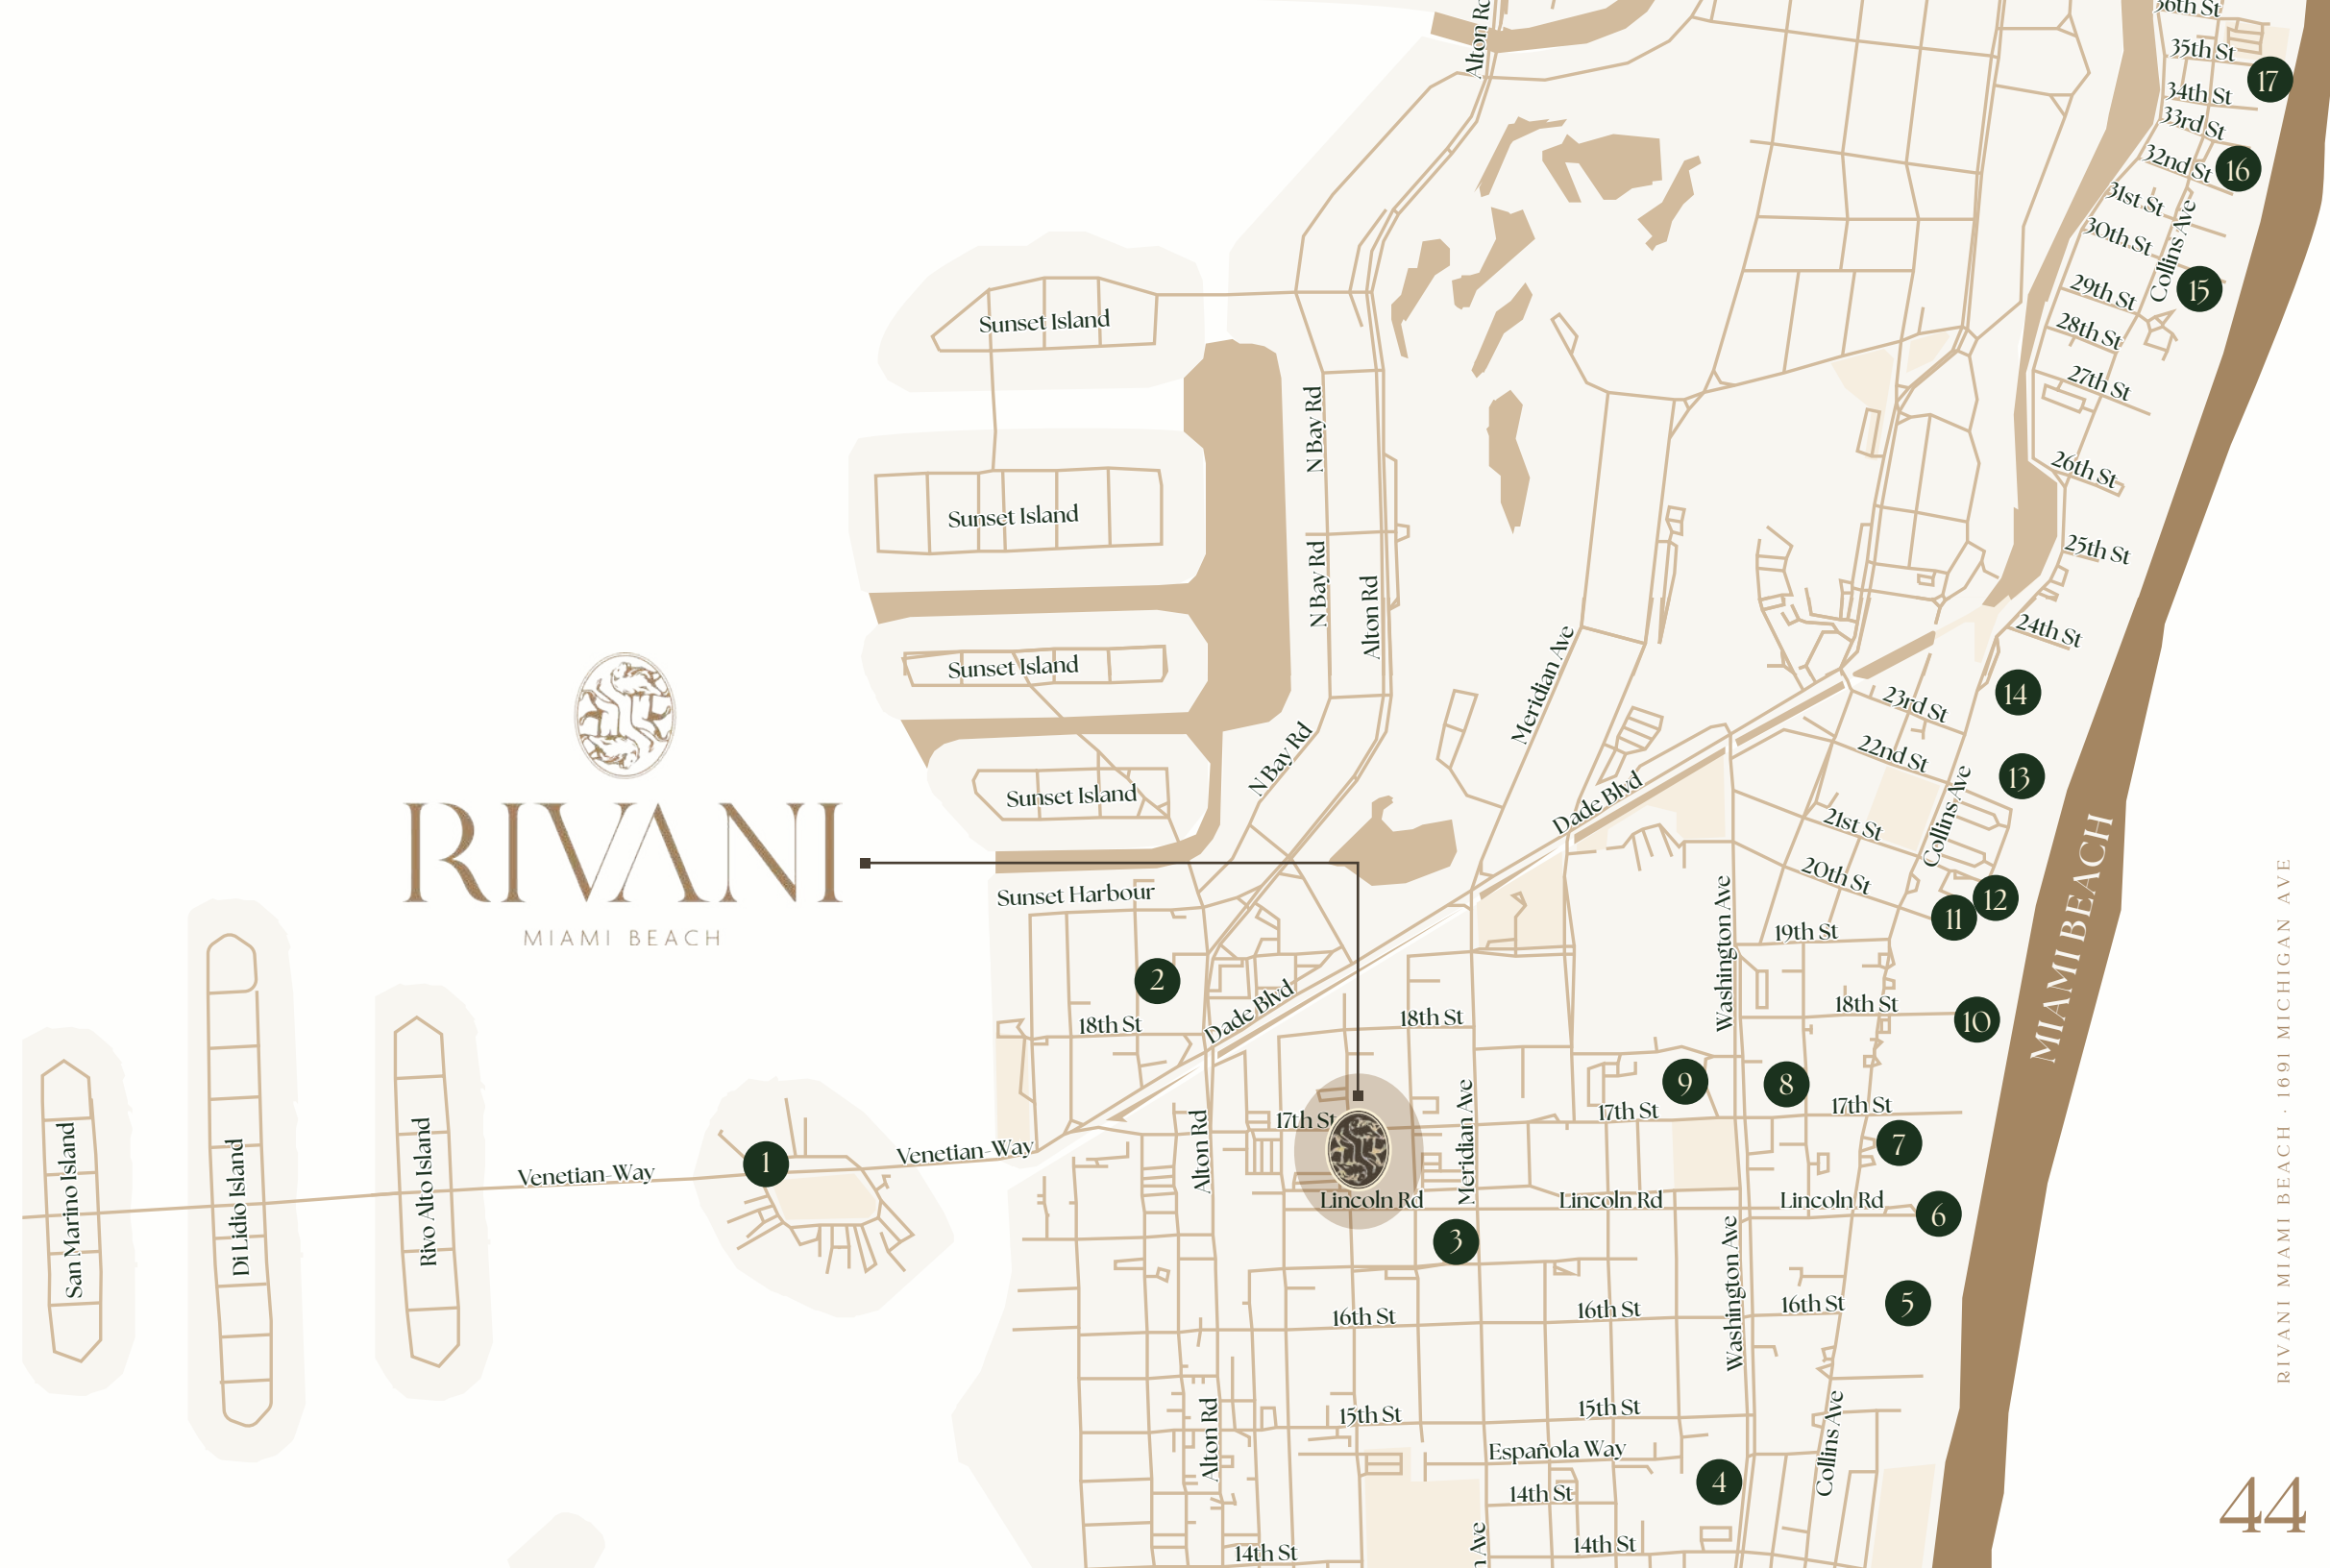 Alton Rd
36th St
35th St
17
34th St
33rd St
32nd St
16
31st St
30th St
Collins Ave
29th St
15
Sunset Island
28th St
27th St
N Bay Rd
26th St
Sunset Island
25th St
N Bay Rd
Alton Rd
24th St
Sunset Island
Meridian Ave
14
23rd St
22nd St
N Bay Rd
13
Sunset Island
Dade Blvd
Collins Ave
21st St
RIVANI
MIAMI BEACH
20th St
Sunset Harbour
12
11
MIAMI BEACH
Washington Ave
19th St
2
18th St
Dade Blvd
18th St
18th St
10
9
8
17th St
17th St
17th St
Alton Rd
Meridian Ave
7
1
Venetian Way
Venetian Way
San Marino Island
Di Lidio Island
Rivo Alto Island
Lincoln Rd
Lincoln Rd
Lincoln Rd
6
3
Washington Ave
16th St
16th St
16th St
5
15th St
15th St
Alton Rd
Española Way
Collins Ave
4
14th St
14th St
14th St
n Ave
RIVANI MIAMI BEACH · 1691 MICHIGAN AVE
44